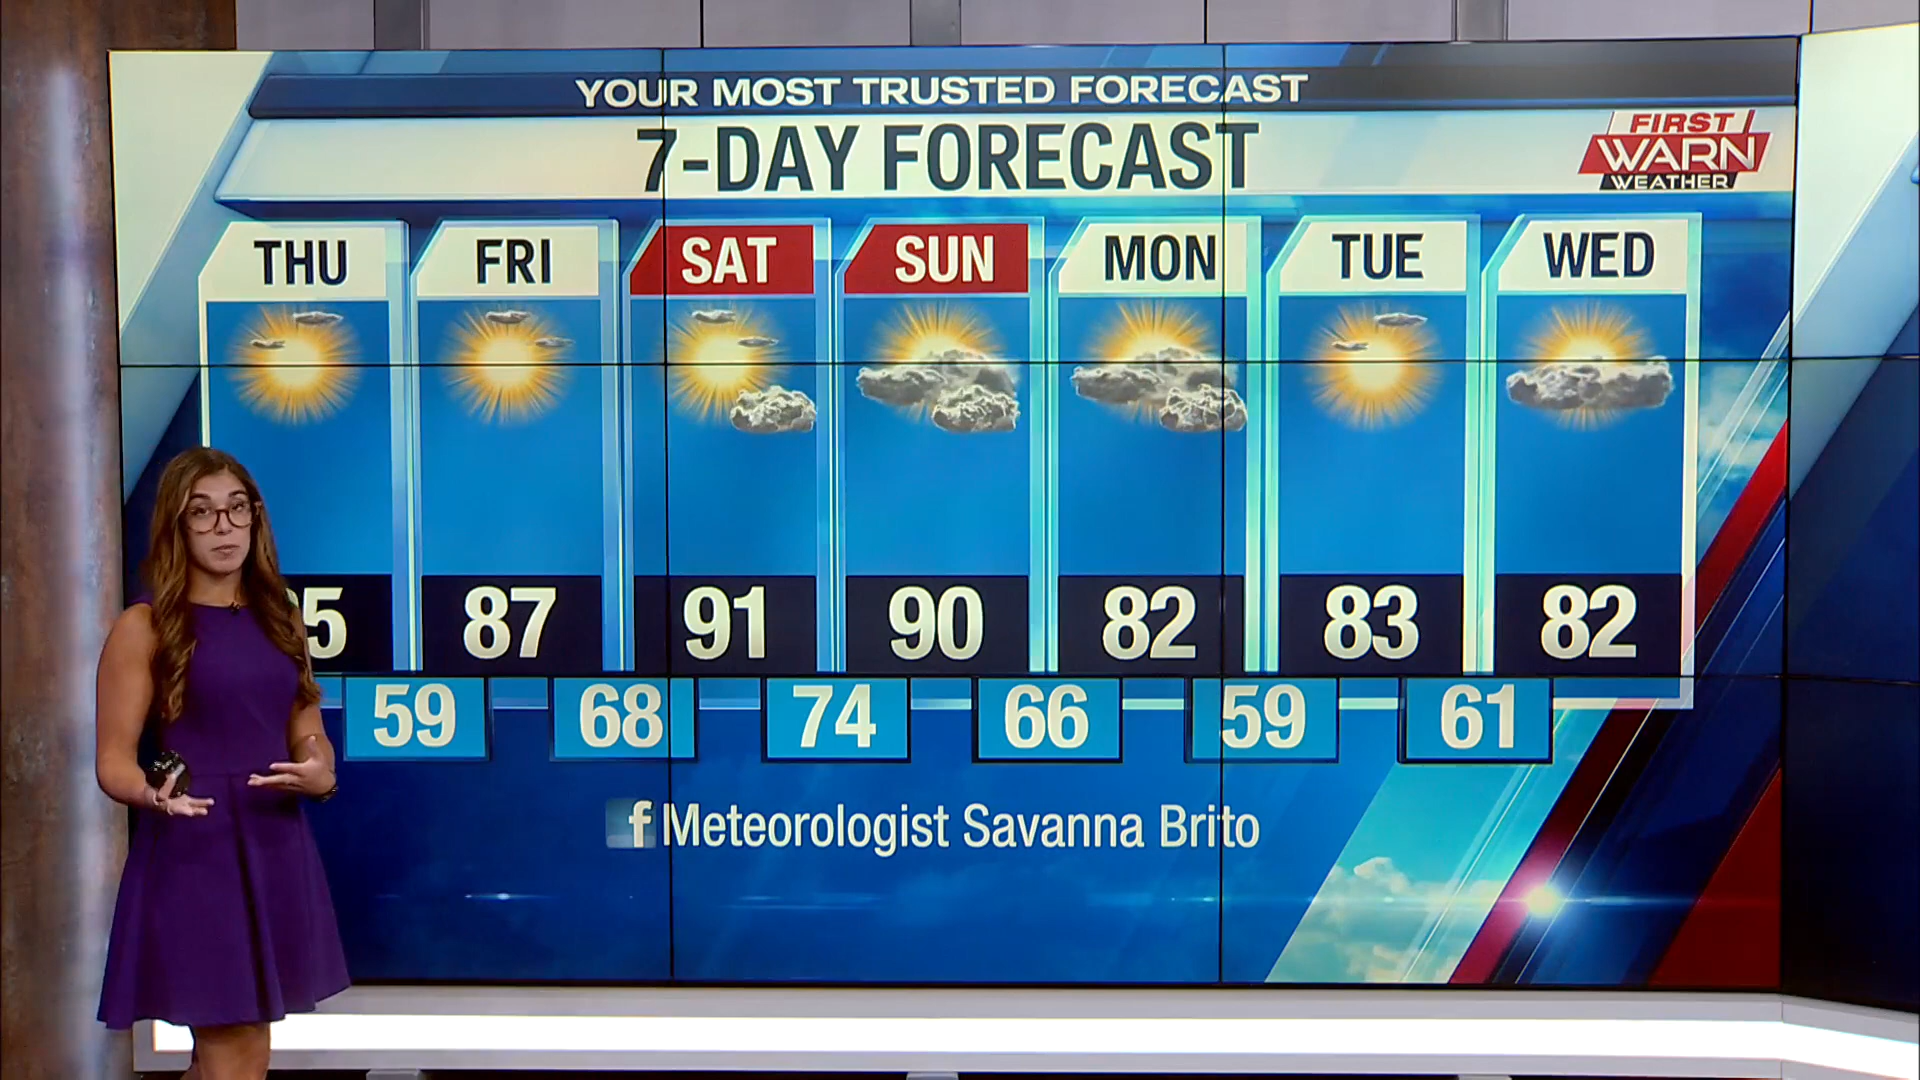 YOUR MOST TRUSTED FORECAST
7-DAY FORECAST
FIRST
WARN
WEATHER
THU FRI SAT SUN MON TUE WED
87 91 90 82 83 82
59 68 74 66 59 61
f Meteorologist Savanna Brito